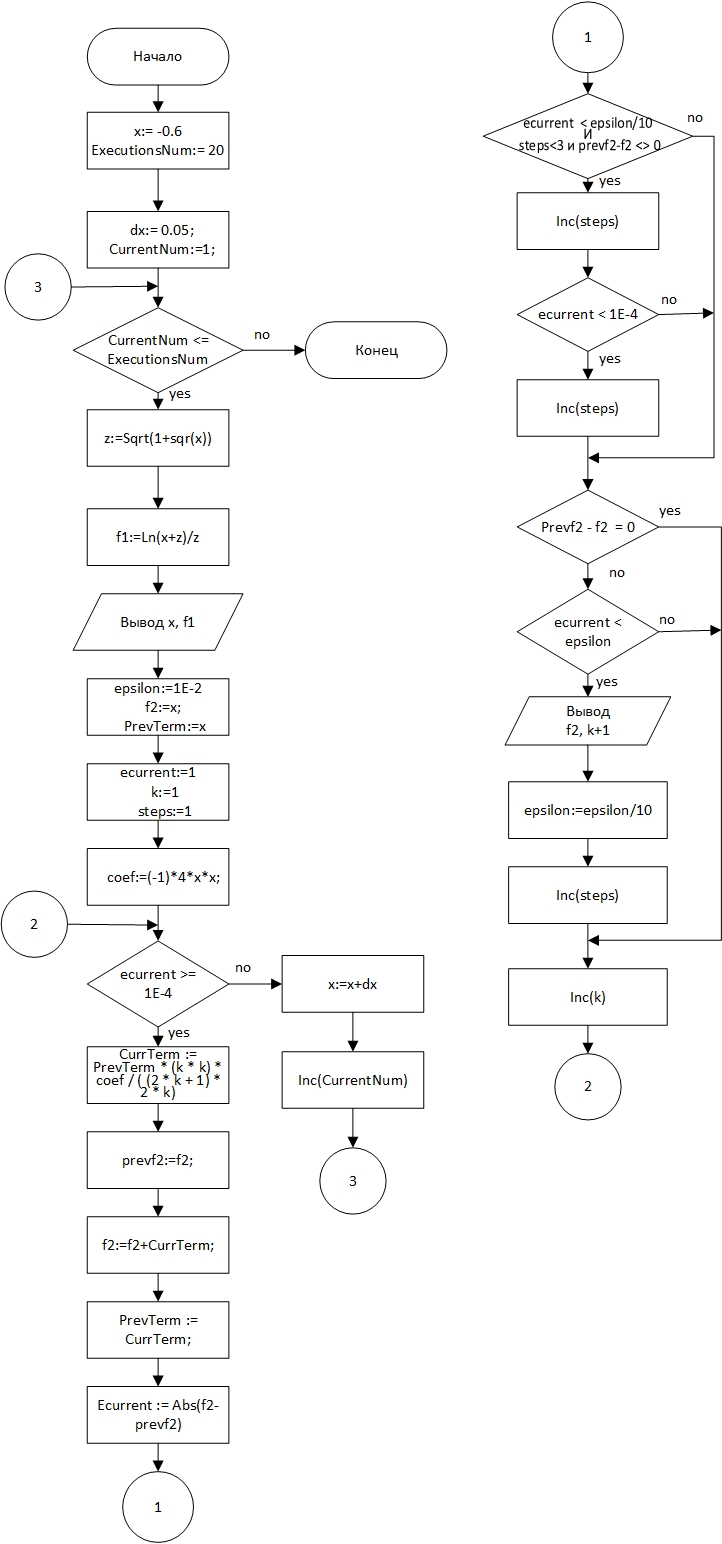 Начало
x:= -0.6
ExecutionsNum:= 20
dx:= 0.05;
CurrentNum:=1;
3
CurrentNum <=
ExecutionsNum
no
Конец
yes
z:=Sqrt(1+sqr(x))
f1:=Ln(x+z)/z
Вывод x, f1
epsilon:=1E-2
f2:=x;
PrevTerm:=x
ecurrent:=1
k:=1
steps:=1
coef:=(-1)*4*x*x;
2
ecurrent >=
1E-4
no
x:=x+dx
Inc(CurrentNum)
3
yes
CurrTerm :=
PrevTerm * (k * k) *
coef / ( (2 * k + 1) *
2 * k)
prevf2:=f2;
f2:=f2+CurrTerm;
PrevTerm :=
CurrTerm;
Ecurrent := Abs(f2-
prevf2)
1
1
ecurrent < epsilon/10
И
steps<3 и prevf2-f2 <> 0
no
yes
Inc(steps)
ecurrent < 1E-4
no
yes
Inc(steps)
Prevf2 - f2 = 0
yes
no
ecurrent <
epsilon
no
yes
Вывод
f2, k+1
epsilon:=epsilon/10
Inc(steps)
Inc(k)
2